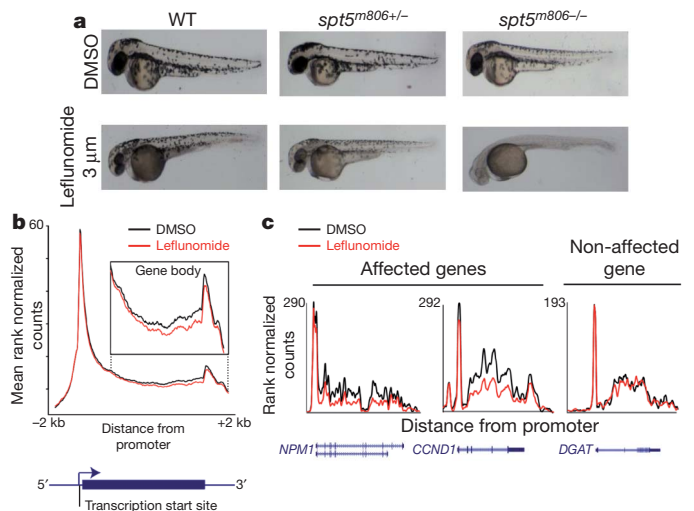 a
WT
spt5m806+/–
spt5m806–/–
DMSO
Leflunomide
3 μm
b
60
DMSO
Leflunomide
Gene body
Mean rank normalized
counts
–2 kb
Distance from
promoter
+2 kb
5′
3′
Transcription start site
c
DMSO
Leflunomide
Affected genes
Non-affected
gene
Rank normalized
counts
290
292
193
Distance from promoter
NPM1
CCND1
DGAT